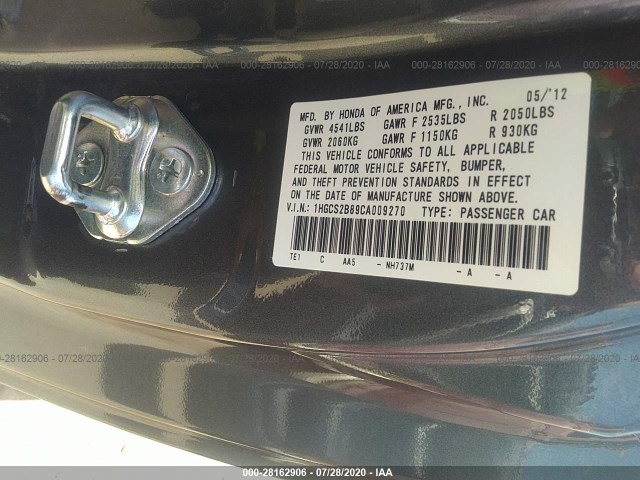 000-28162906 - 07/28/2020 - IAA
MFD. BY HONDA OF AMERICA MFG., INC. 05/'12
GVWR 4541LBS GAWR F 2535LBS R 2050LBS
GVWR 2060KG GAWR F 1150KG R 930KG
THIS VEHICLE CONFORMS TO ALL APPLICABLE
FEDERAL MOTOR VEHICLE SAFETY, BUMPER,
AND THEFT PREVENTION STANDARDS IN EFFECT
ON THE DATE OF MANUFACTURE SHOWN ABOVE.
V.I.N.: 1HGCS2B89CA009270 TYPE: PASSENGER CAR
TE1 C AA5 - NH737M - A - A
000-28162906 - 07/28/2020 - IAA